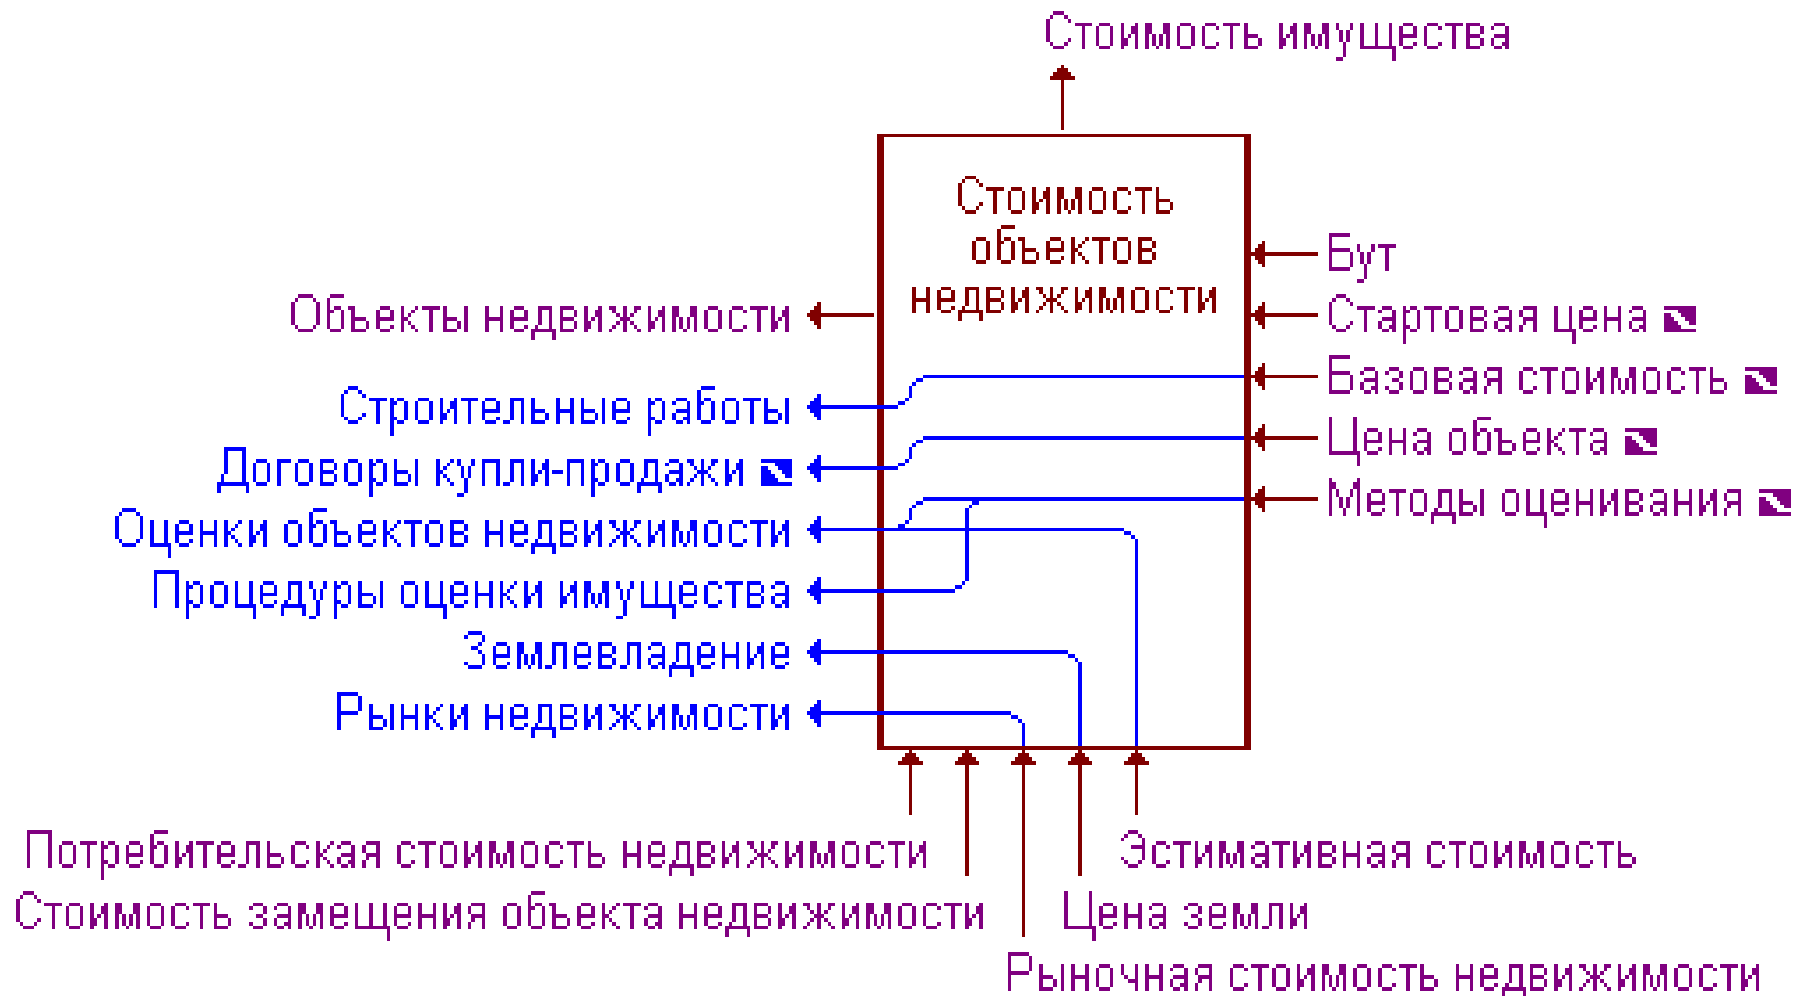 Стоимость имущества
Стоимость
объектов
недвижимости
Бут
Объекты недвижимости
Стартовая цена
Базовая стоимость
Строительные работы
Цена объекта
Договоры купли-продажи
Методы оценивания
Оценки объектов недвижимости
Процедуры оценки имущества
Землевладение
Рынки недвижимости
Потребительская стоимость недвижимости
Эстимативная стоимость
Стоимость замещения объекта недвижимости
Цена земли
Рыночная стоимость недвижимости